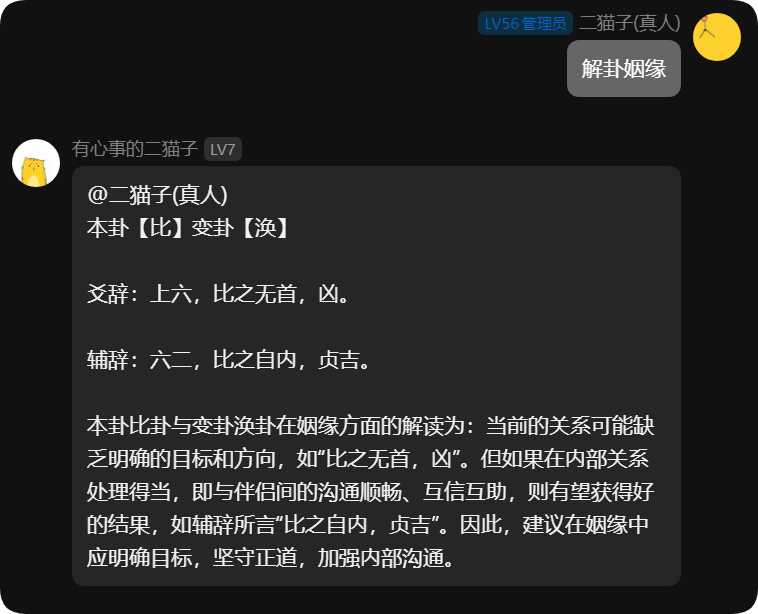 LV56 管理员 二猫子(真人)
解卦姻缘
有心事的二猫子 LV7
@二猫子(真人)
本卦【比】变卦【涣】
爻辞：上六，比之无首，凶。
辅辞：六二，比之自内，贞吉。
本卦比卦与变卦涣卦在姻缘方面的解读为：当前的关系可能缺
乏明确的目标和方向，如"比之无首，凶"。但如果在内部关系
处理得当，即与伴侣间的沟通顺畅、互信互助，则有望获得好
的结果，如辅辞所言"比之自内，贞吉"。因此，建议在姻缘中
应明确目标，坚守正道，加强内部沟通。